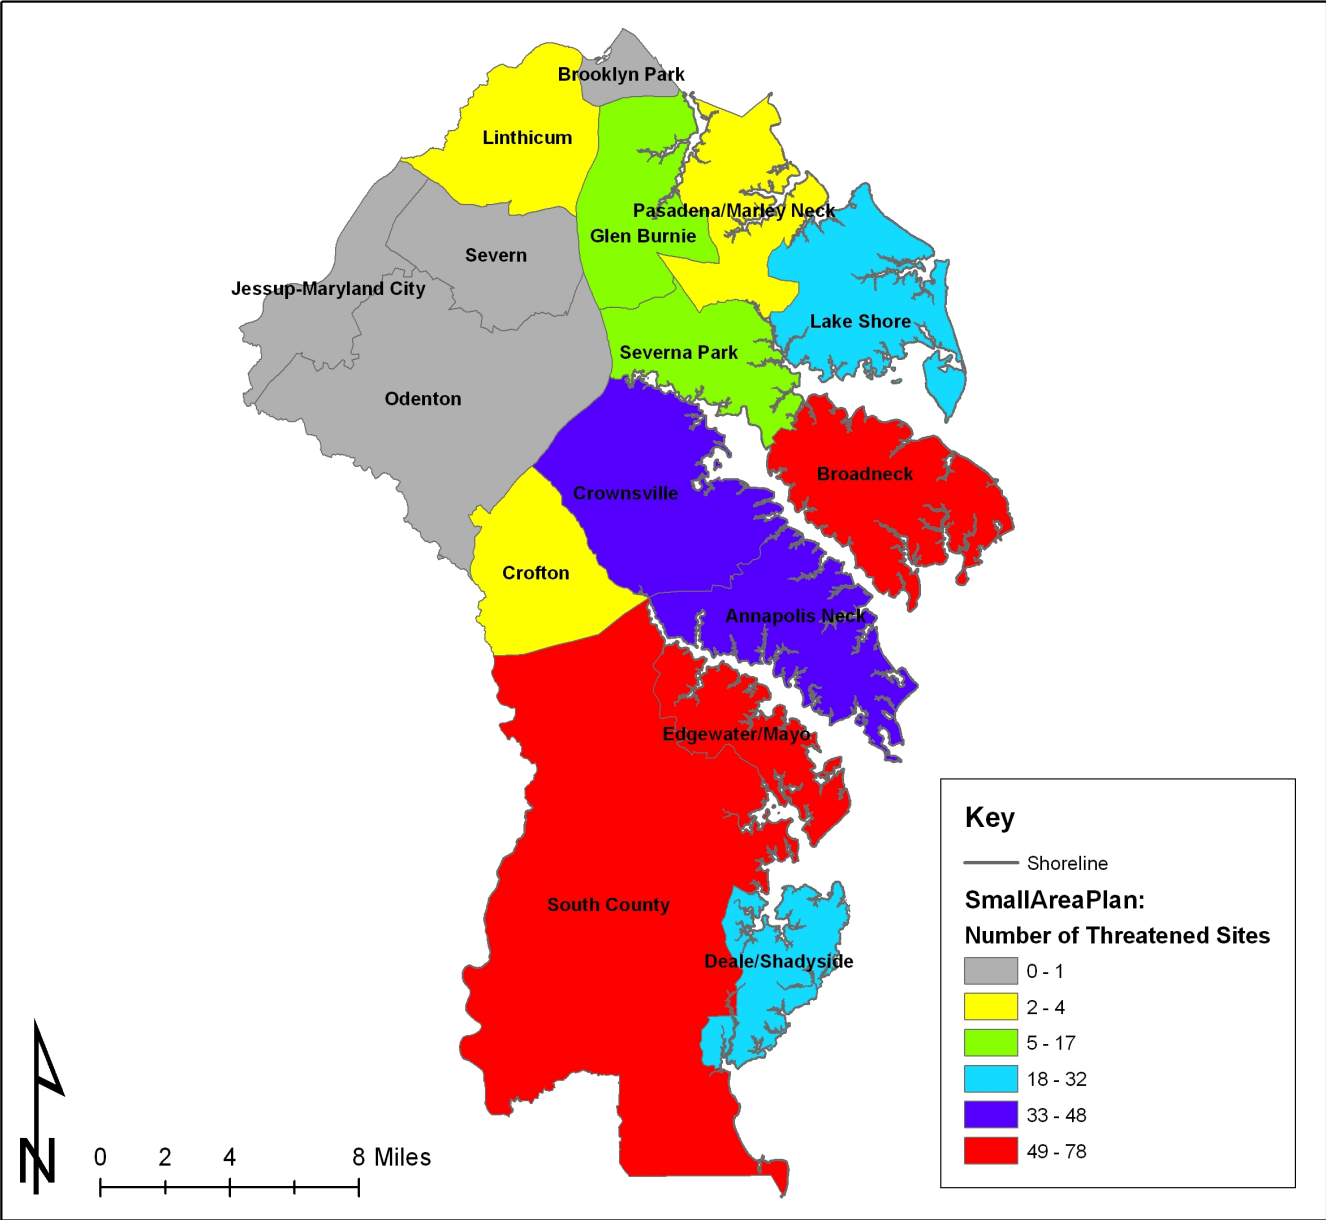 Brooklyn Park
Linthicum
Pasadena/Marley Neck
Glen Burnie
Severn
Jessup-Maryland City
Lake Shore
Severna Park
Odenton
Broadneck
Crownsville
Crofton
Annapolis Neck
Edgewater/Mayo
South County
Deale/Shadyside
Key
Shoreline
SmallAreaPlan:
Number of Threatened Sites
0 - 1
2 - 4
5 - 17
18 - 32
33 - 48
49 - 78
N
0 2 4 8 Miles